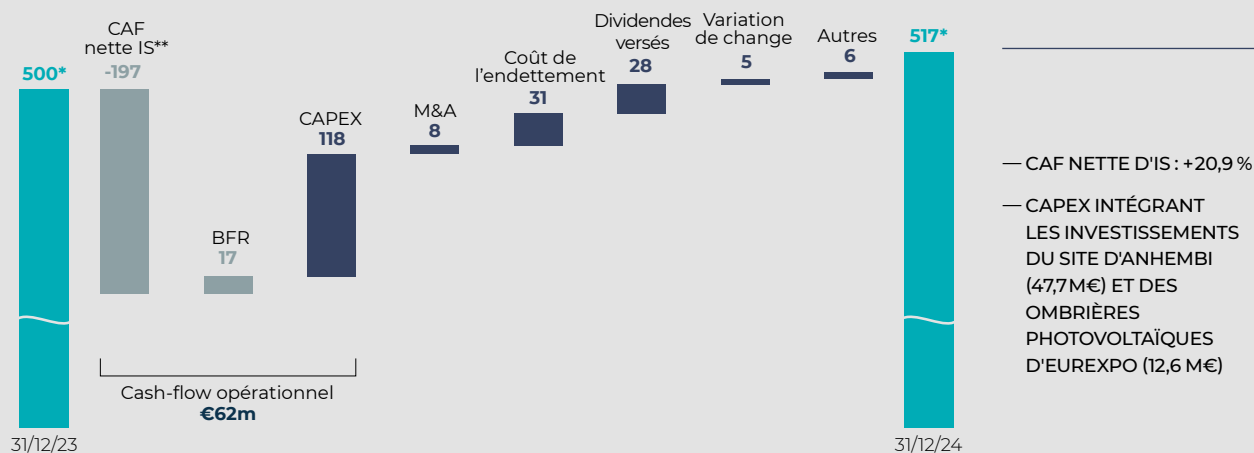 500*
CAF
nette IS**
-197
BFR
17
CAPEX
118
M&A
8
Coût de
l'endettement
31
Dividendes
versés
28
Variation
de change
5
Autres
6
517*
Cash-flow opérationnel
€62m
31/12/23
31/12/24
— CAF NETTE D'IS : +20,9 %
— CAPEX INTÉGRANT
LES INVESTISSEMENTS
DU SITE D'ANHEMBI
(47,7 M€) ET DES
OMBRIÈRES
PHOTOVOLTAÏQUES
D'EUREXPO (12,6 M€)